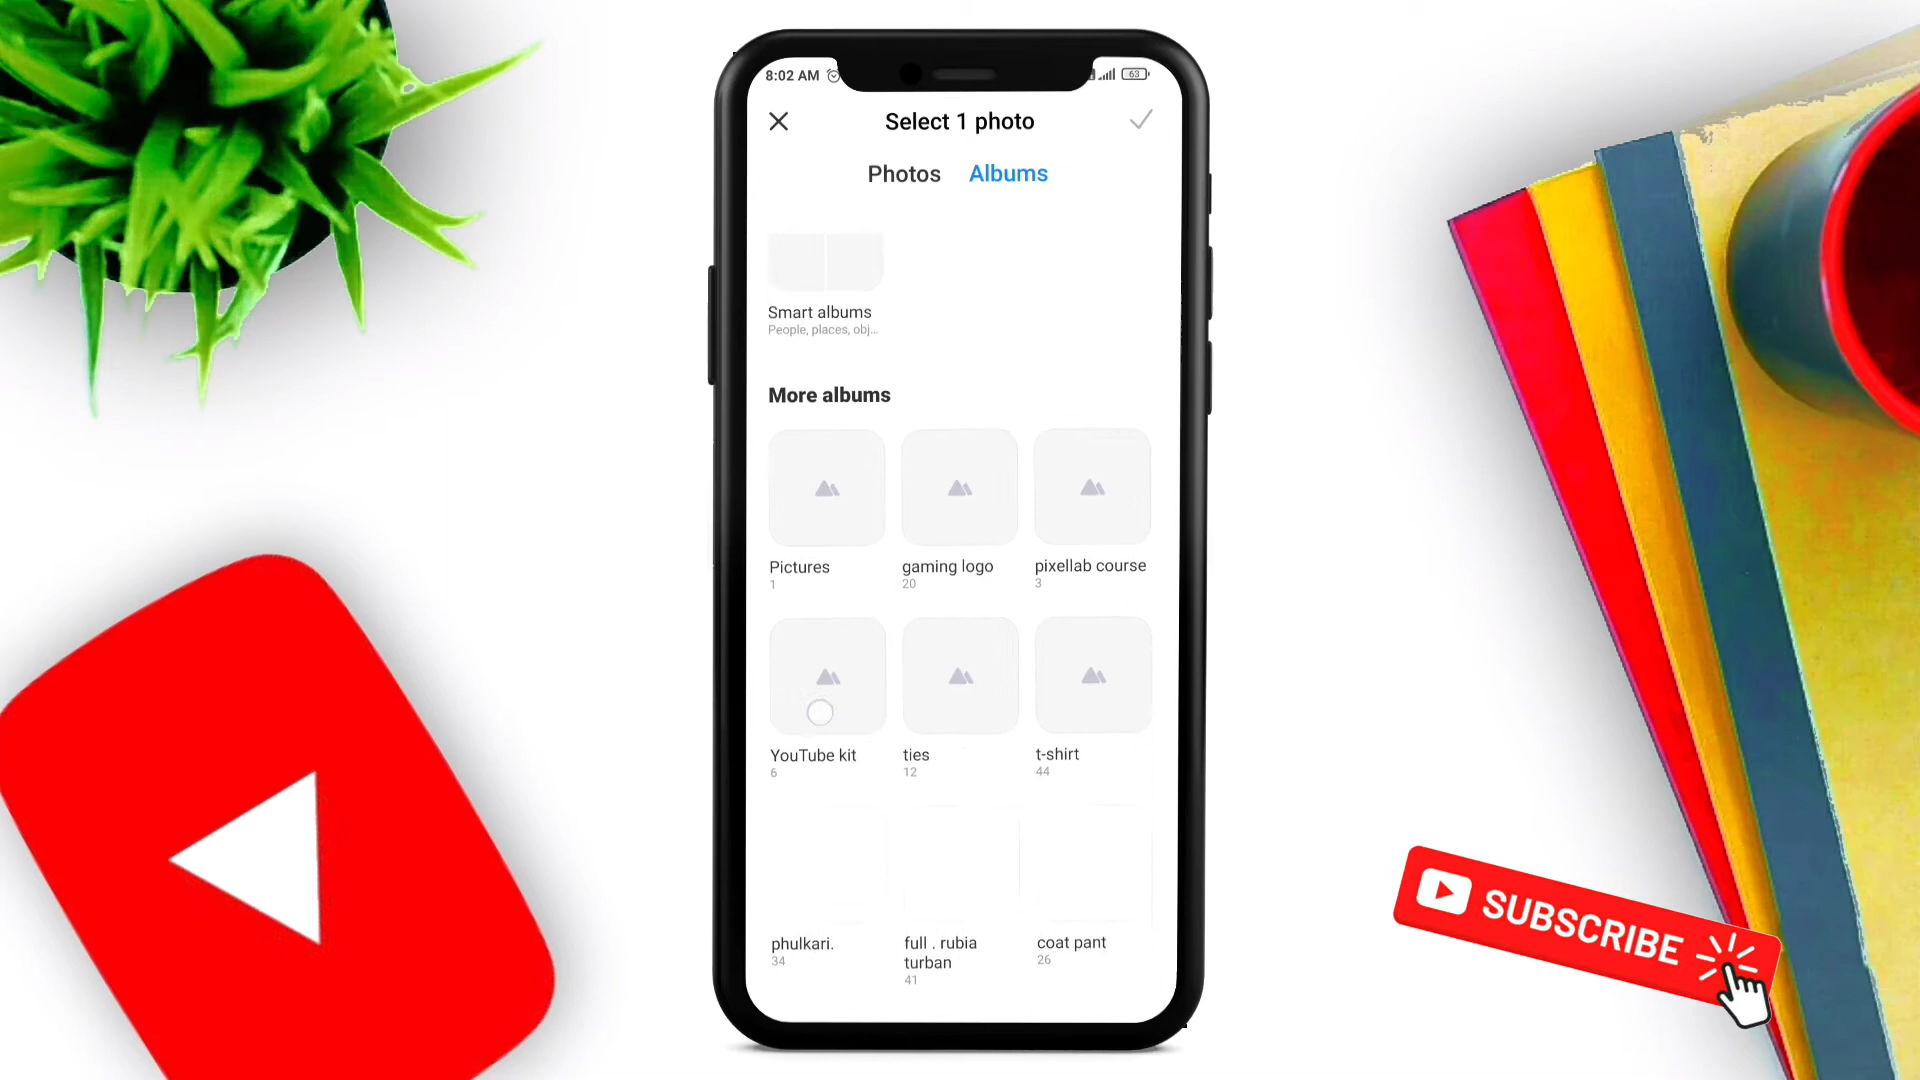 8:02 AM
63
Select 1 photo
Photos Albums
Smart albums
People, places, obj...
More albums
Pictures
1
gaming logo
20
pixellab course
3
YouTube kit
6
ties
12
t-shirt
44
phulkari.
34
full . rubia
turban
41
coat pant
26
SUBSCRIBE